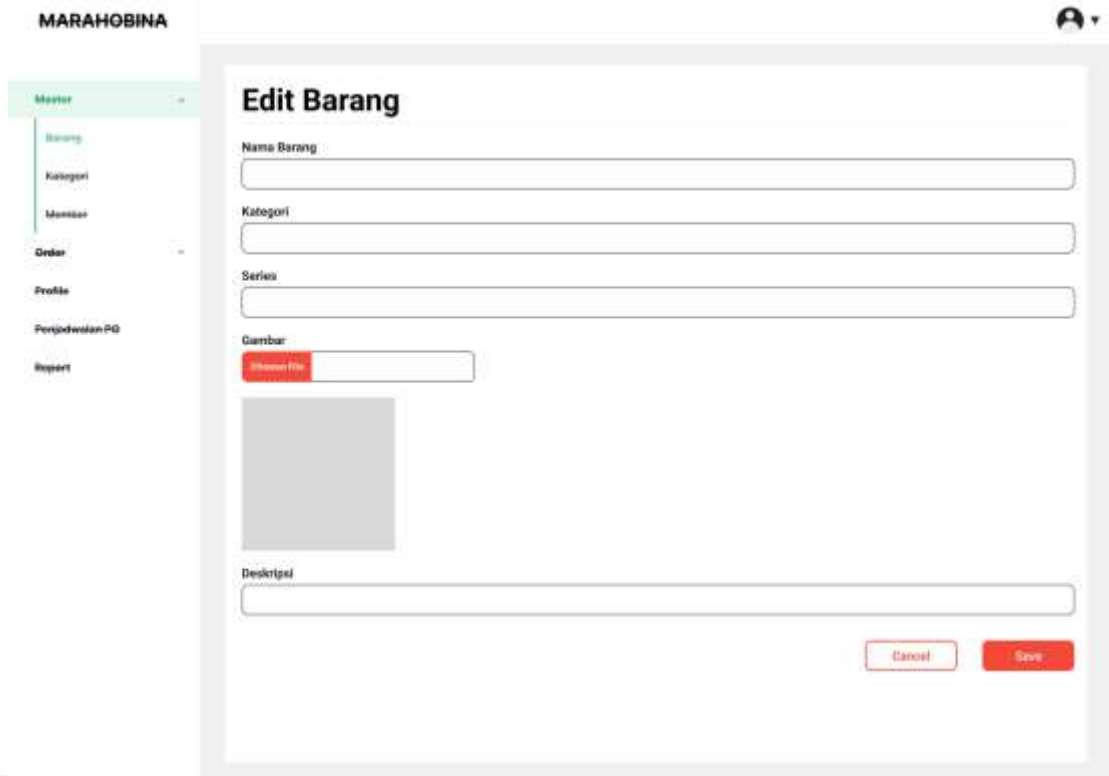 MARAHOBINA
Master
Barang
Kategori
Member
Order
Profile
Penjadwalan PO
Report
Edit Barang
Nama Barang
Kategori
Series
Gambar
Choose file
Deskripsi
Cancel
Save